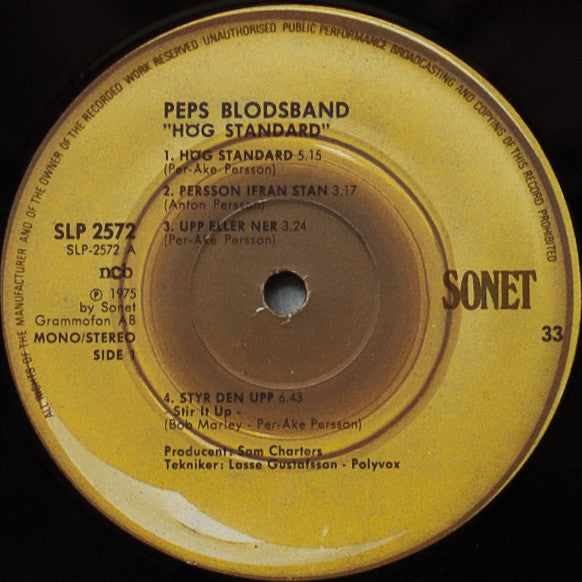 ALL RIGHTS OF THE MANUFACTURER AND OF THE OWNER OF THE RECORDED WORK RESERVED UNAUTHORISED PUBLIC PERFORMANCE BROADCASTING AND COPYING OF THIS RECORD PROHIBITED
PEPS BLODSBAND
"HÖG STANDARD"
1. HÖG STANDARD 5.15
(Per-Åke Persson)
2. PERSSON IFRAN STAN 3.17
(Anton Persson)
3. UPP ELLER NER 3.24
(Per-Åke Persson)
SLP 2572
SLP-2572 A
ncb
℗ 1975
by Sonet
Grammofon AB
MONO/STEREO
SIDE 1
SONET
33
4. STYR DEN UPP 6.43
- Stir It Up -
(Bob Marley - Per-Åke Persson)
Producent: Sam Charters
Tekniker: Lasse Gustafsson - Polyvox